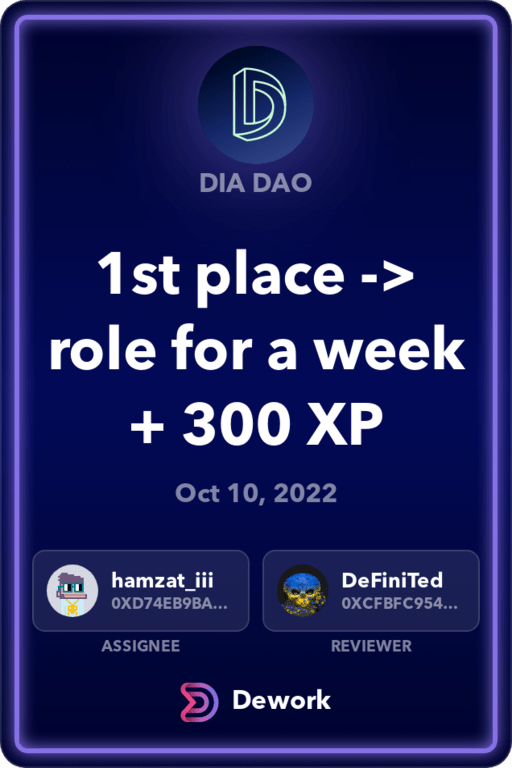 DIA DAO
1st place ->
role for a week
+ 300 XP
Oct 10, 2022
hamzat_iii
0XD74EB9BA...
ASSIGNEE
DeFiniTed
0XCFBFC954...
REVIEWER
Dework